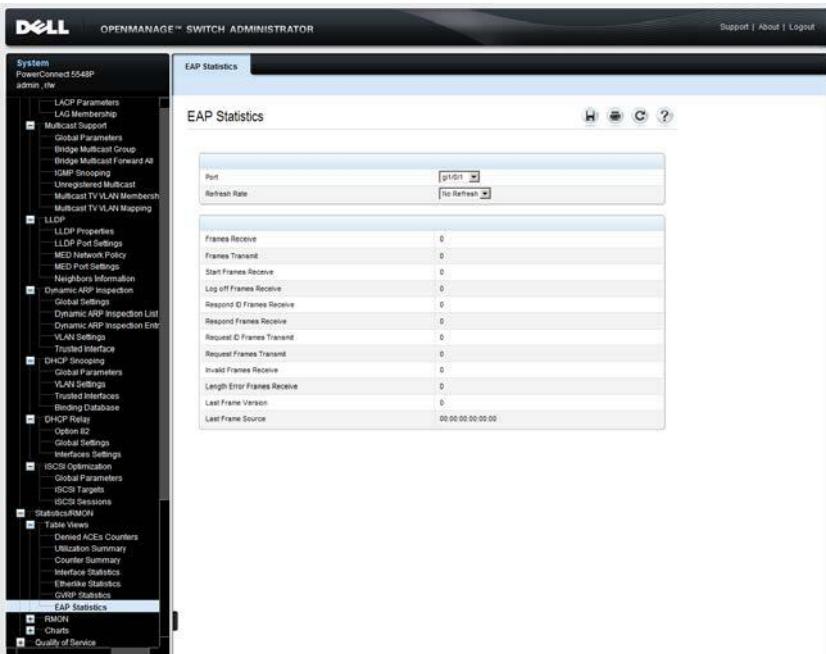 DELL
OPENMANAGE™ SWITCH ADMINISTRATOR
Support | About | Logout
System
PowerConnect 5548P
admin , r/w
LACP Parameters
LAG Membership
Multicast Support
Global Parameters
Bridge Multicast Group
Bridge Multicast Forward All
IGMP Snooping
Unregistered Multicast
Multicast TV VLAN Membersh
Multicast TV VLAN Mapping
LLDP
LLDP Properties
LLDP Port Settings
MED Network Policy
MED Port Settings
Neighbors Information
Dynamic ARP Inspection
Global Settings
Dynamic ARP Inspection List
Dynamic ARP Inspection Entr
VLAN Settings
Trusted Interface
DHCP Snooping
Global Parameters
VLAN Settings
Trusted Interfaces
Binding Database
DHCP Relay
Option 82
Global Settings
Interfaces Settings
iSCSI Optimization
Global Parameters
iSCSI Targets
iSCSI Sessions
Statistics/RMON
Table Views
Denied ACEs Counters
Utilization Summary
Counter Summary
Interface Statistics
Etherlike Statistics
GVRP Statistics
EAP Statistics
RMON
Charts
Quality of Service
EAP Statistics
EAP Statistics
Port gi1/0/1
Refresh Rate No Refresh
Frames Receive 0
Frames Transmit 0
Start Frames Receive 0
Log off Frames Receive 0
Respond ID Frames Receive 0
Respond Frames Receive 0
Request ID Frames Transmit 0
Request Frames Transmit 0
Invalid Frames Receive 0
Length Error Frames Receive 0
Last Frame Version 0
Last Frame Source 00:00:00:00:00:00